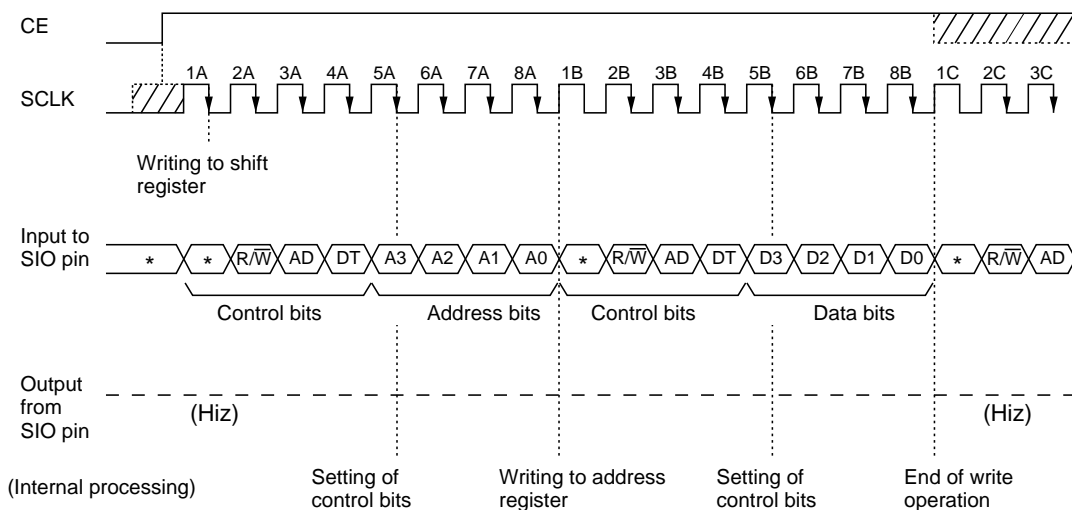 CE
1A 2A 3A 4A 5A 6A 7A 8A 1B 2B 3B 4B 5B 6B 7B 8B 1C 2C 3C
SCLK
Writing to shift
register
Input to
SIO pin
* * R/W̅ AD DT A3 A2 A1 A0 * R/W̅ AD DT D3 D2 D1 D0 * R/W̅ AD
Control bits Address bits Control bits Data bits
Output
from
SIO pin
(Hiz) (Hiz)
(Internal processing)
Setting of
control bits
Writing to address
register
Setting of
control bits
End of write
operation